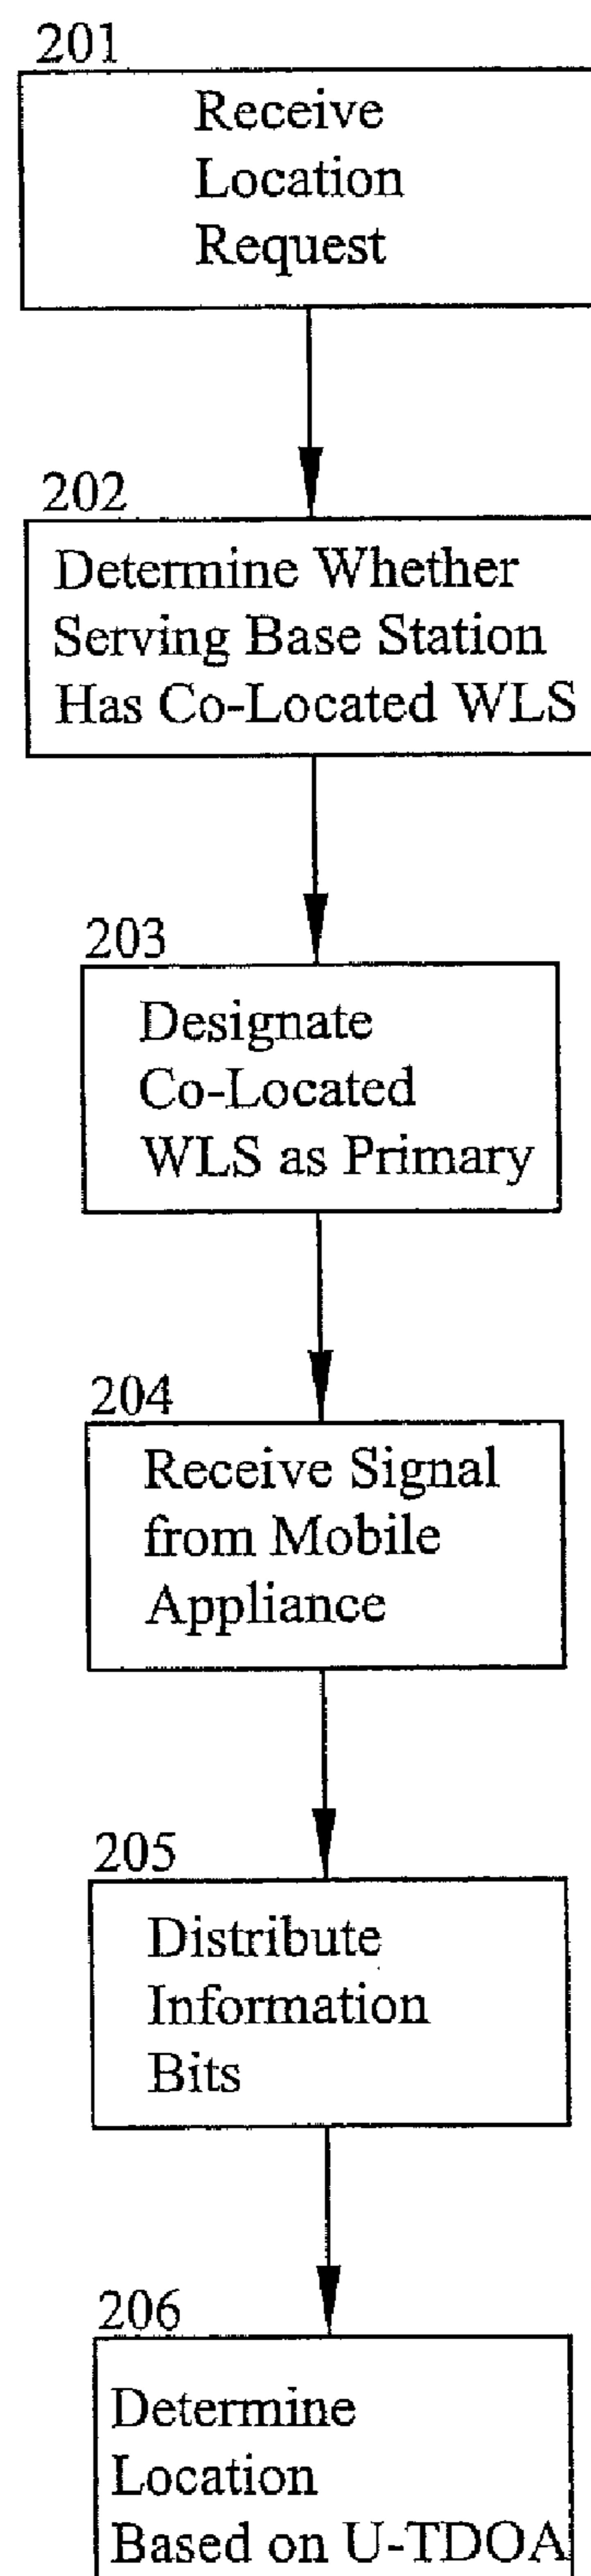 201
Receive
Location
Request
202
Determine Whether
Serving Base Station
Has Co-Located WLS
203
Designate
Co-Located
WLS as Primary
204
Receive Signal
from Mobile
Appliance
205
Distribute
Information
Bits
206
Determine
Location
Based on U-TDOA